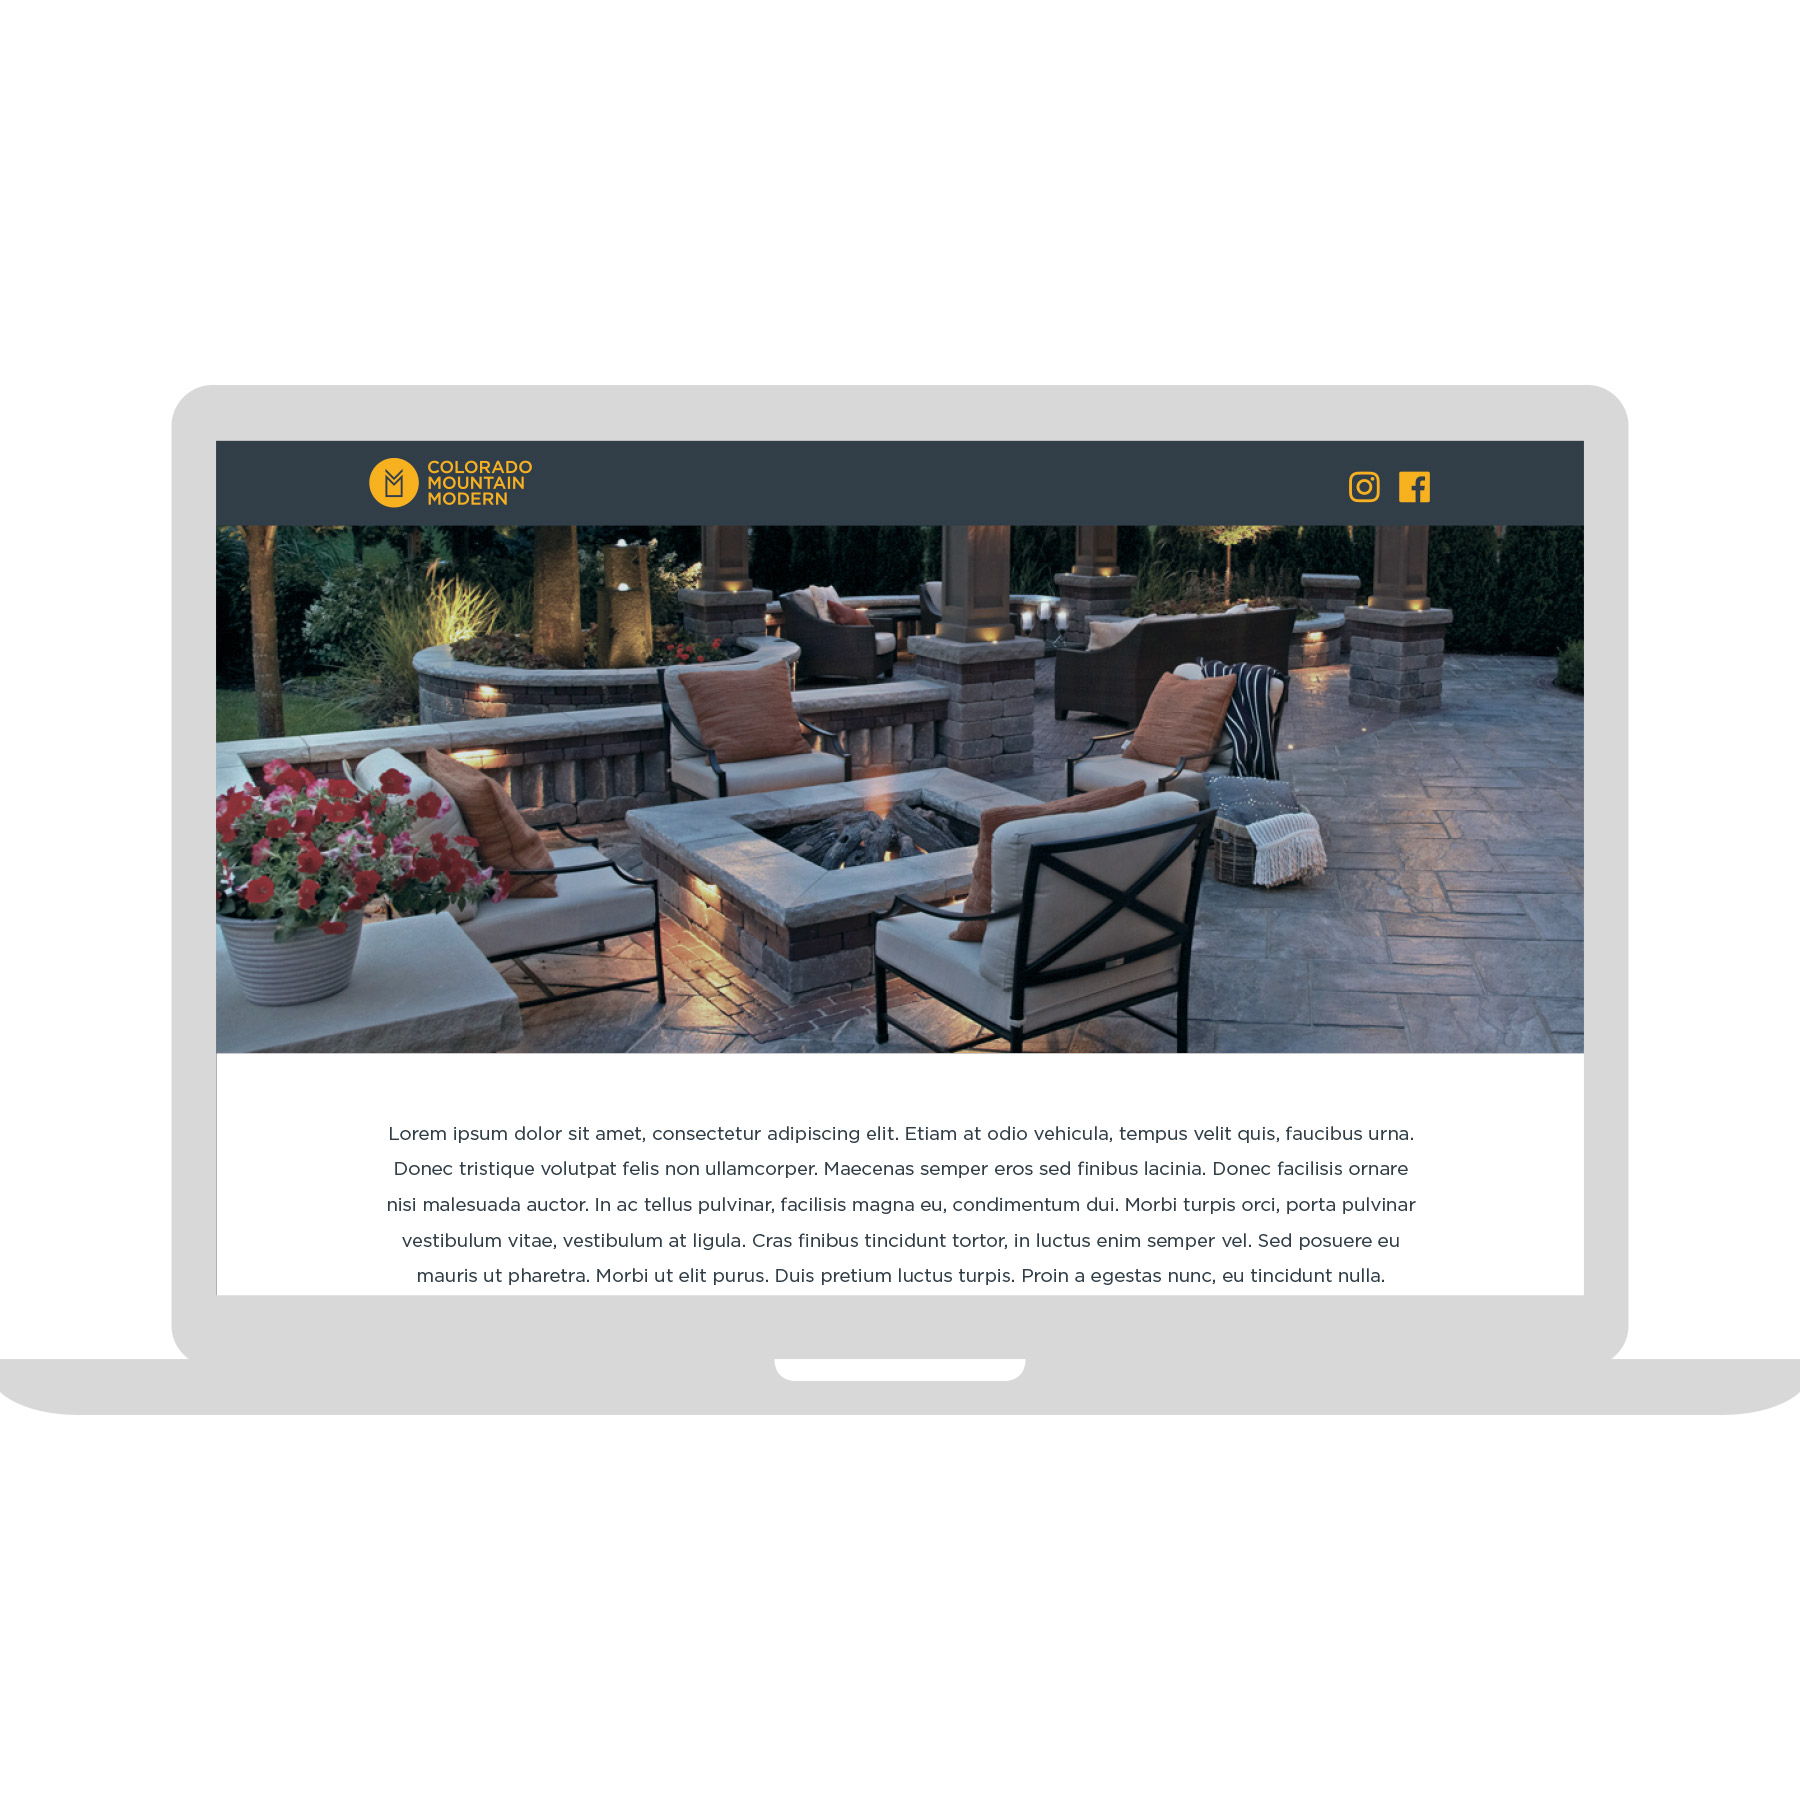 COLORADO
MOUNTAIN
MODERN
Lorem ipsum dolor sit amet, consectetur adipiscing elit. Etiam at odio vehicula, tempus velit quis, faucibus urna.
Donec tristique volutpat felis non ullamcorper. Maecenas semper eros sed finibus lacinia. Donec facilisis ornare
nisi malesuada auctor. In ac tellus pulvinar, facilisis magna eu, condimentum dui. Morbi turpis orci, porta pulvinar
vestibulum vitae, vestibulum at ligula. Cras finibus tincidunt tortor, in luctus enim semper vel. Sed posuere eu
mauris ut pharetra. Morbi ut elit purus. Duis pretium luctus turpis. Proin a egestas nunc, eu tincidunt nulla.